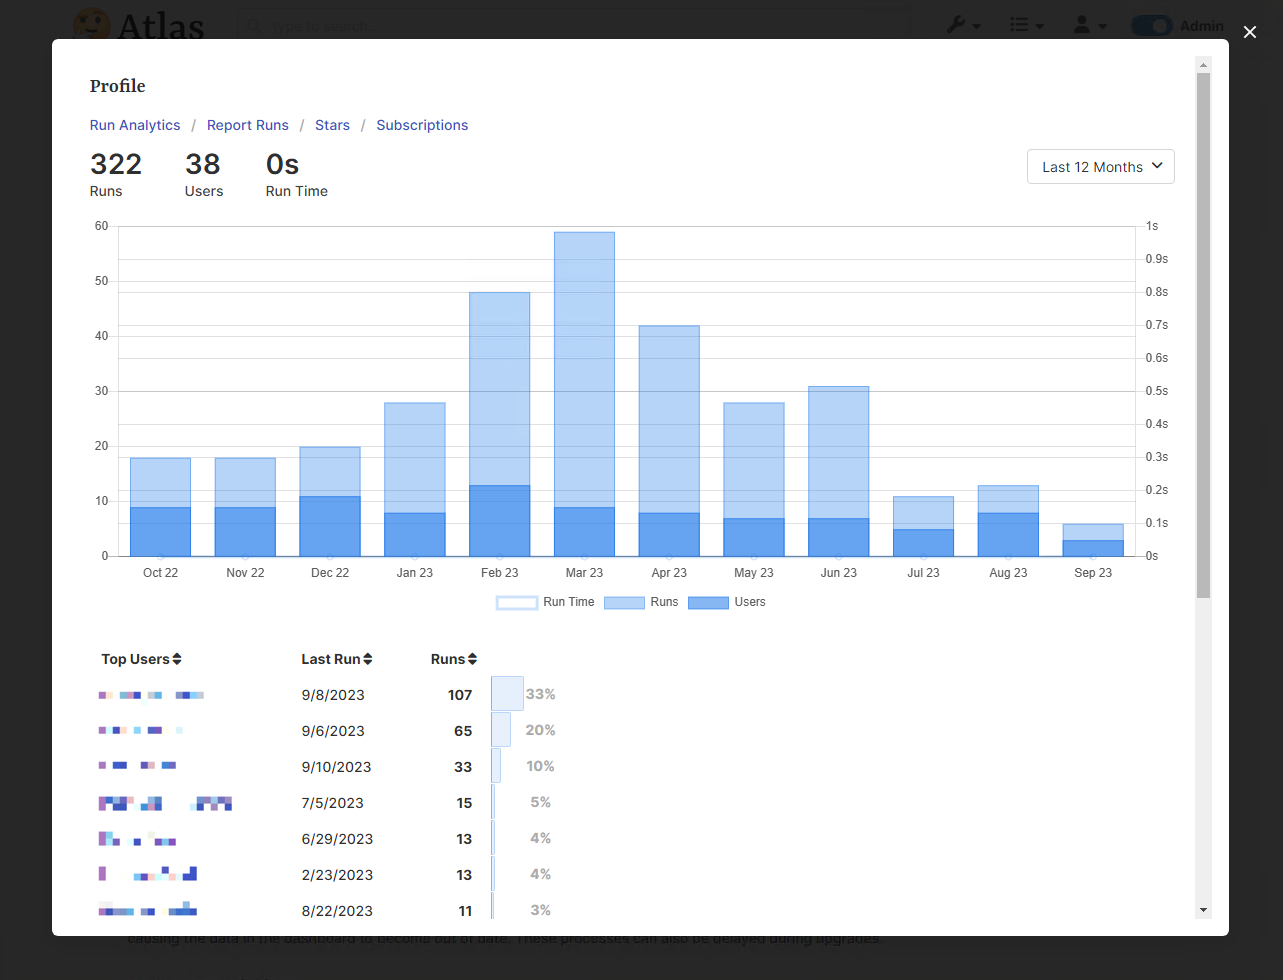 Atlas
Type to search
Admin
Profile
Run Analytics / Report Runs / Stars / Subscriptions
322 38 0s
Runs Users Run Time
Last 12 Months
60 1s
0.9s
50
0.8s
0.7s
40
0.6s
30 0.5s
0.4s
20
0.3s
0.2s
10
0.1s
0 0s
Oct 22 Nov 22 Dec 22 Jan 23 Feb 23 Mar 23 Apr 23 May 23 Jun 23 Jul 23 Aug 23 Sep 23
Run Time Runs Users
Top Users Last Run Runs
9/8/2023 107 33%
9/6/2023 65 20%
9/10/2023 33 10%
7/5/2023 15 5%
6/29/2023 13 4%
2/23/2023 13 4%
8/22/2023 11 3%
causing the data in the dashboard to become out of date. These processes can also be delayed during upgrades.